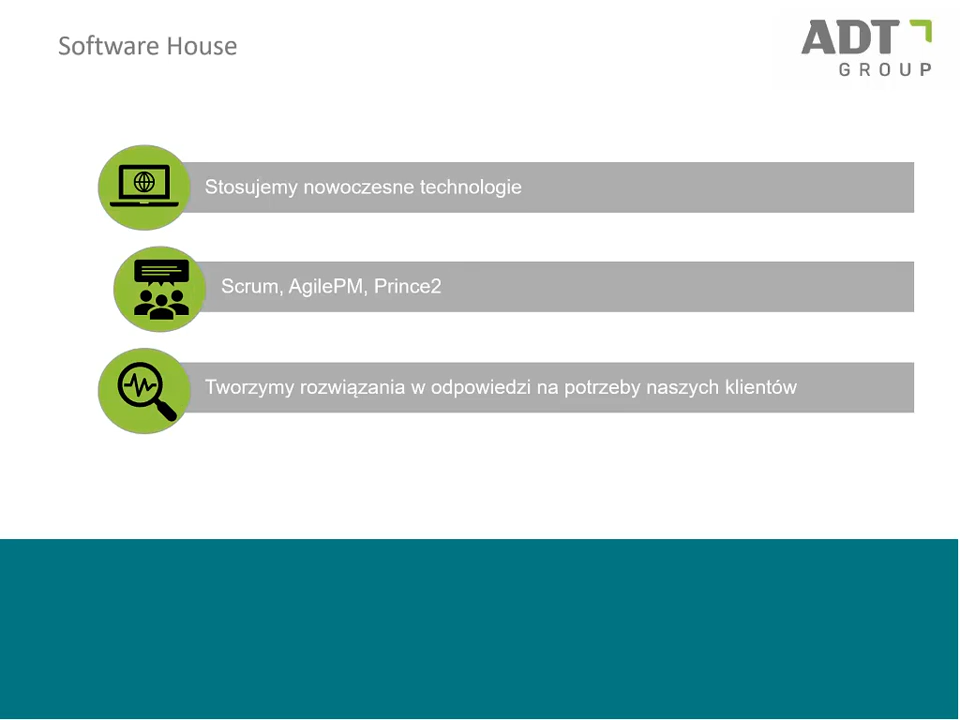 Software House
ADT
GROUP
Stosujemy nowoczesne technologie
Scrum, AgilePM, Prince2
Tworzymy rozwiązania w odpowiedzi na potrzeby naszych klientów